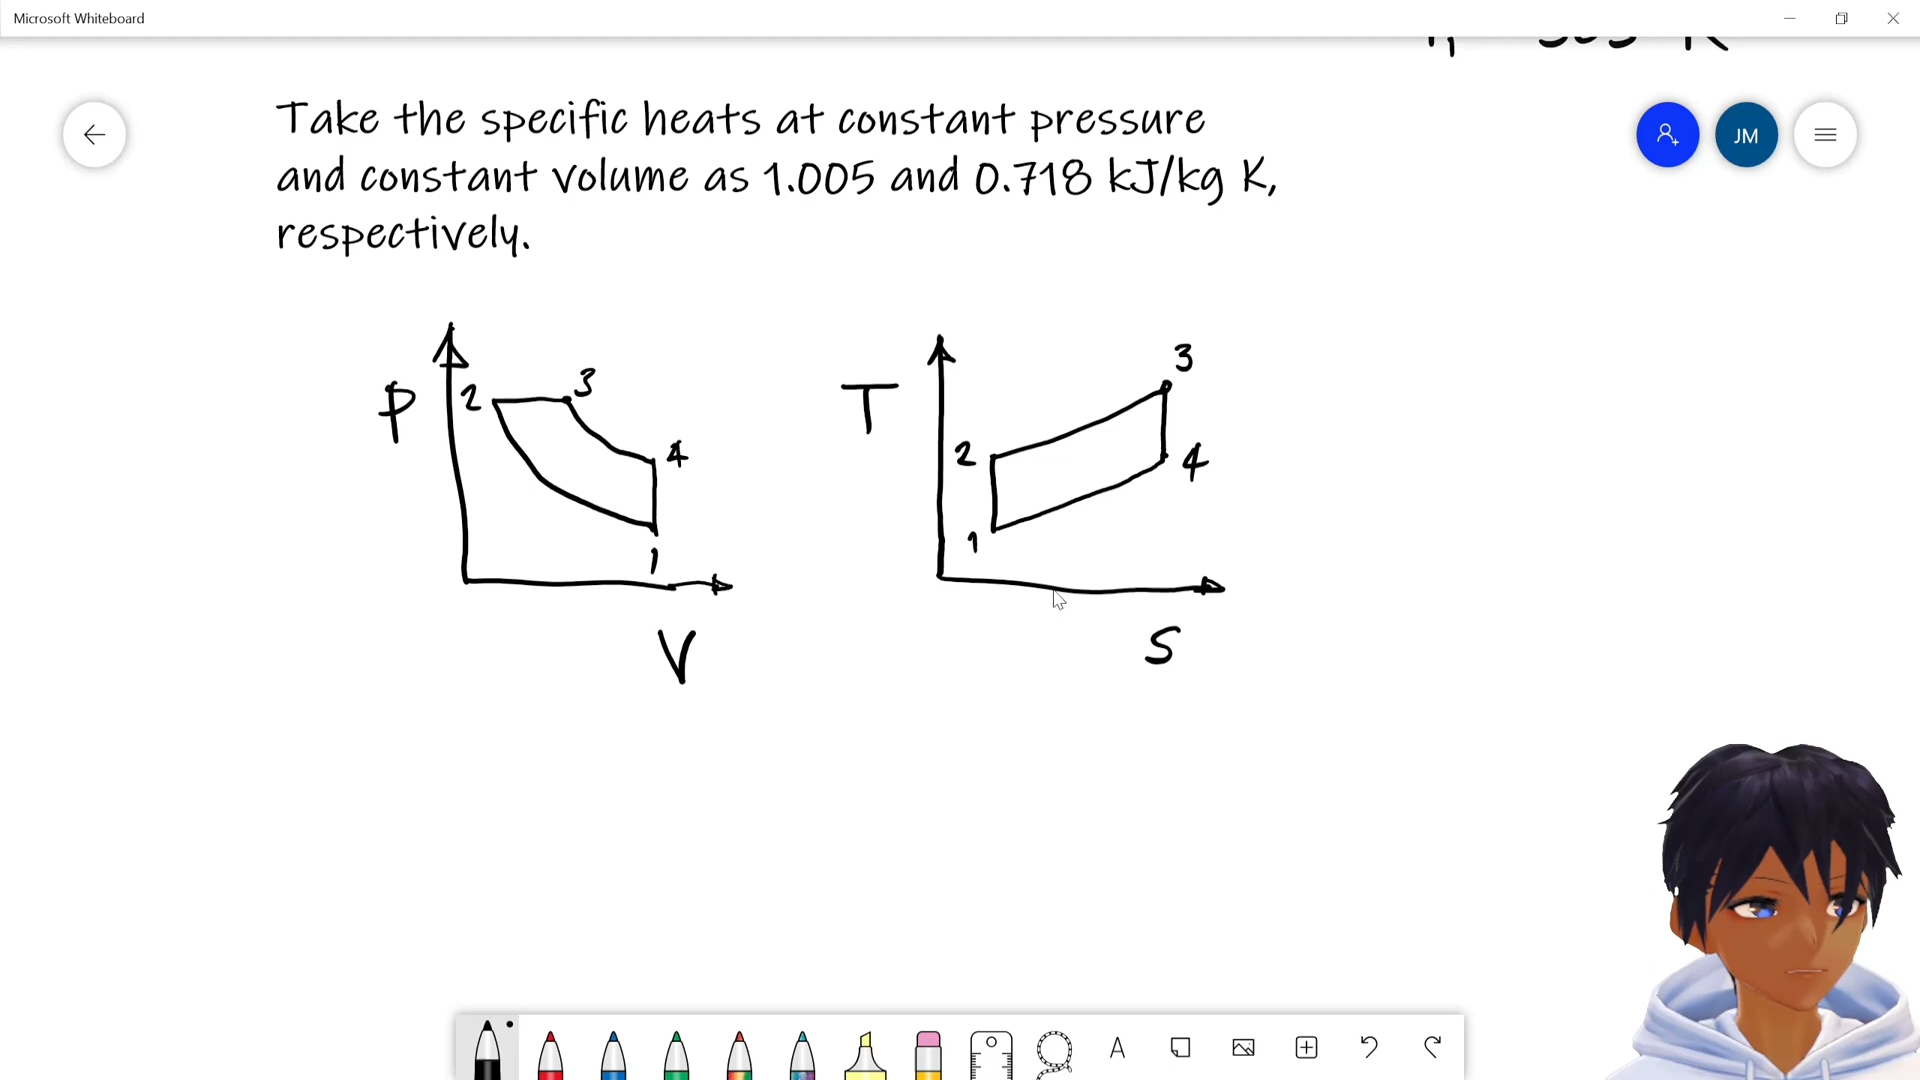 Microsoft Whiteboard
Take the specific heats at constant pressure
JM
and constant volume as 1.005 and 0.718 kJ/kg K,
respectively.
P
2
3
4
1
V
T
3
2
4
1
S
A